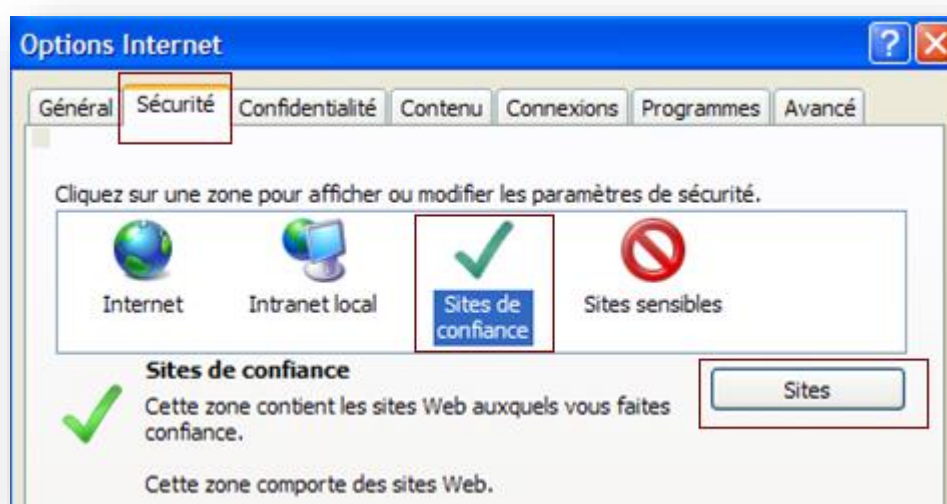 Options Internet
?
Général Sécurité Confidentialité Contenu Connexions Programmes Avancé
Cliquez sur une zone pour afficher ou modifier les paramètres de sécurité.
Internet Intranet local Sites de confiance Sites sensibles
Sites de confiance
Sites
Cette zone contient les sites Web auxquels vous faites
confiance.
Cette zone comporte des sites Web.